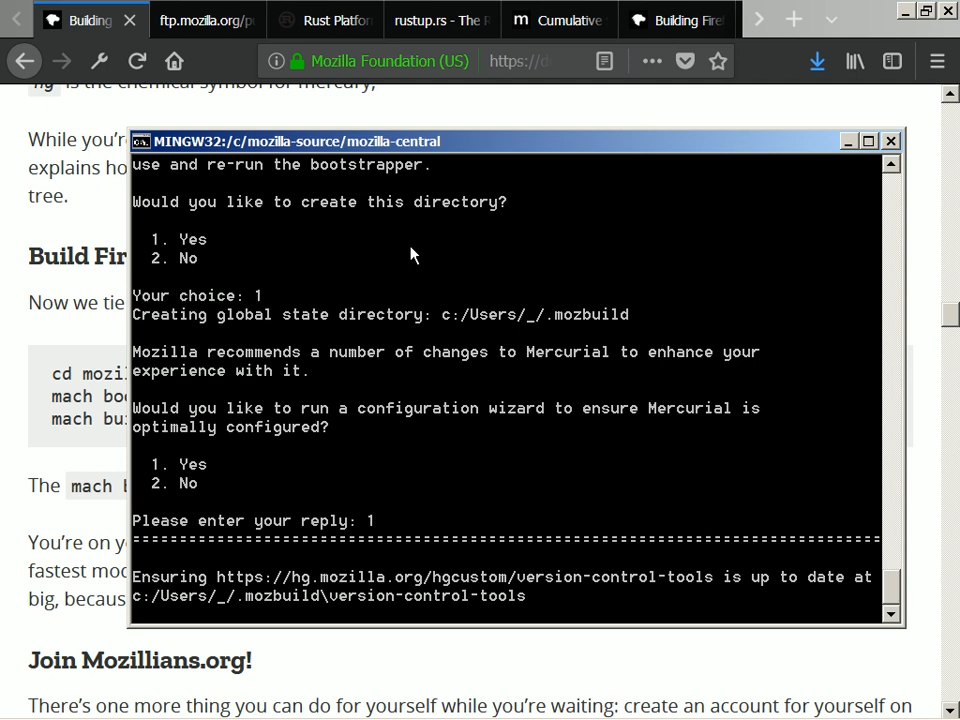 Building
ftp.mozilla.org/pu
Rust Platfor
rustup.rs - The R
Cumulative
Building Firef
Mozilla Foundation (US)
https://d
hg is the chemical symbol for mercury,
While you're
explains ho
tree.
Build Fir
Now we tie
cd mozi
mach boo
mach bu
The mach b
You're on y
fastest mo
big, becaus
MINGW32:/c/mozilla-source/mozilla-central
use and re-run the bootstrapper.
Would you like to create this directory?
1. Yes
2. No
Your choice: 1
Creating global state directory: c:/Users/_/.mozbuild
Mozilla recommends a number of changes to Mercurial to enhance your
experience with it.
Would you like to run a configuration wizard to ensure Mercurial is
optimally configured?
1. Yes
2. No
Please enter your reply: 1
================================================================================
Ensuring https://hg.mozilla.org/hgcustom/version-control-tools is up to date at
c:/Users/_/.mozbuild\version-control-tools
Join Mozillians.org!
There's one more thing you can do for yourself while you're waiting: create an account for yourself on